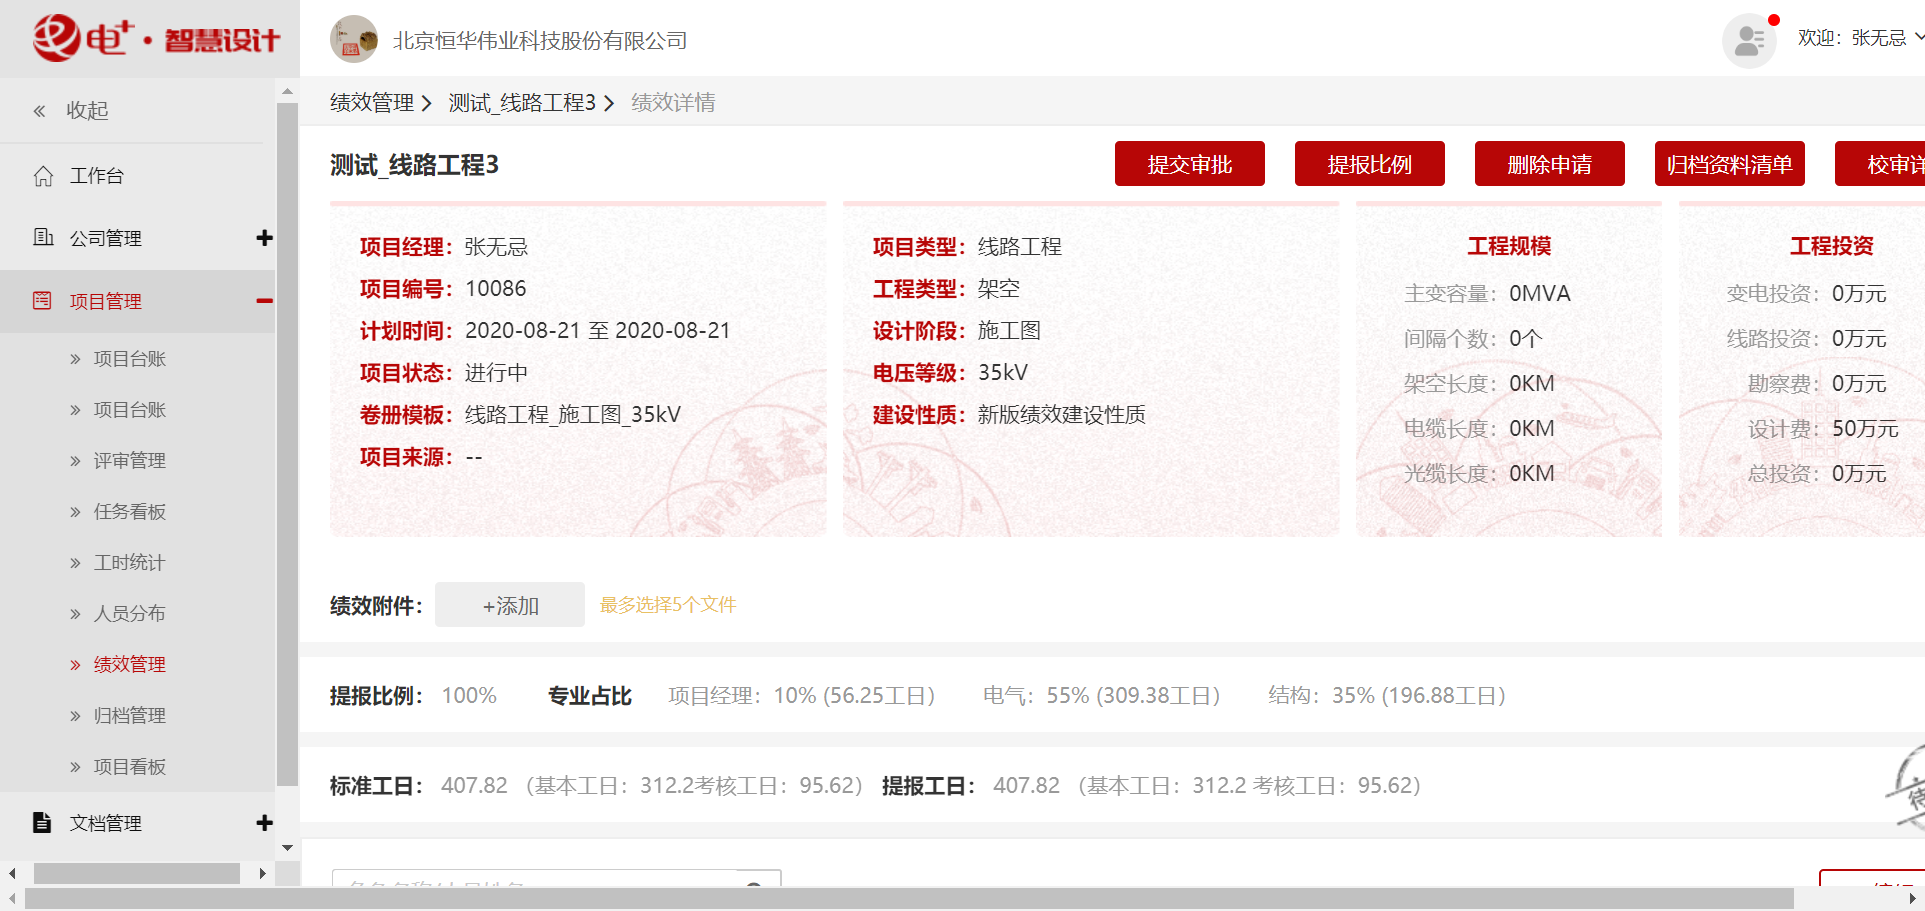 电+·智慧设计
北京恒华伟业科技股份有限公司
欢迎：张无忌
« 收起
绩效管理 > 测试_线路工程3 > 绩效详情
测试_线路工程3
提交审批
提报比例
删除申请
归档资料清单
校审详
工作台
公司管理
项目管理
» 项目台账
» 项目台账
» 评审管理
» 任务看板
» 工时统计
» 人员分布
» 绩效管理
» 归档管理
» 项目看板
文档管理
项目经理：张无忌
项目编号：10086
计划时间：2020-08-21 至 2020-08-21
项目状态：进行中
卷册模板：线路工程_施工图_35kV
项目来源：--
项目类型：线路工程
工程类型：架空
设计阶段：施工图
电压等级：35kV
建设性质：新版绩效建设性质
工程规模
主变容量：0MVA
间隔个数：0个
架空长度：0KM
电缆长度：0KM
光缆长度：0KM
工程投资
变电投资：0万元
线路投资：0万元
勘察费：0万元
设计费：50万元
总投资：0万元
绩效附件： +添加 最多选择5个文件
提报比例： 100% 专业占比 项目经理：10% (56.25工日) 电气：55% (309.38工日) 结构：35% (196.88工日)
标准工日： 407.82 （基本工日：312.2考核工日：95.62） 提报工日： 407.82 （基本工日：312.2 考核工日：95.62）
待